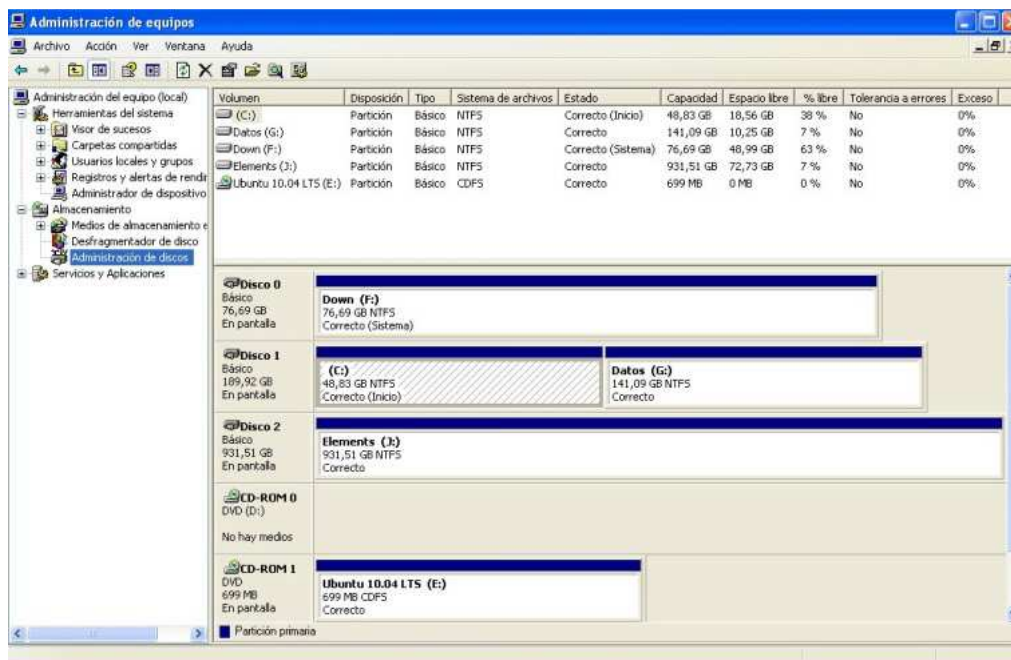 Administración de equipos
Archivo Acción Ver Ventana Ayuda
Administración del equipo (local)
Herramientas del sistema
Visor de sucesos
Carpetas compartidas
Usuarios locales y grupos
Registros y alertas de rendir
Administrador de dispositivo
Almacenamiento
Medios de almacenamiento e
Desfragmentador de disco
Administración de discos
Servicios y Aplicaciones
Volumen Disposición Tipo Sistema de archivos Estado Capacidad Espacio libre % libre Tolerancia a errores Exceso
(C:) Partición Básico NTFS Correcto (Inicio) 48,83 GB 18,56 GB 38 % No 0%
Datos (G:) Partición Básico NTFS Correcto 141,09 GB 10,25 GB 7 % No 0%
Down (F:) Partición Básico NTFS Correcto (Sistema) 76,69 GB 48,99 GB 63 % No 0%
Elements (J:) Partición Básico NTFS Correcto 931,51 GB 72,73 GB 7 % No 0%
Ubuntu 10.04 LTS (E:) Partición Básico CDFS Correcto 699 MB 0 MB 0 % No 0%
Disco 0
Básico
76,69 GB
En pantalla
Down (F:)
76,69 GB NTFS
Correcto (Sistema)
Disco 1
Básico
189,92 GB
En pantalla
(C:)
48,83 GB NTFS
Correcto (Inicio)
Datos (G:)
141,09 GB NTFS
Correcto
Disco 2
Básico
931,51 GB
En pantalla
Elements (J:)
931,51 GB NTFS
Correcto
CD-ROM 0
DVD (D:)
No hay medios
CD-ROM 1
DVD
699 MB
En pantalla
Ubuntu 10.04 LTS (E:)
699 MB CDFS
Correcto
Partición primaria